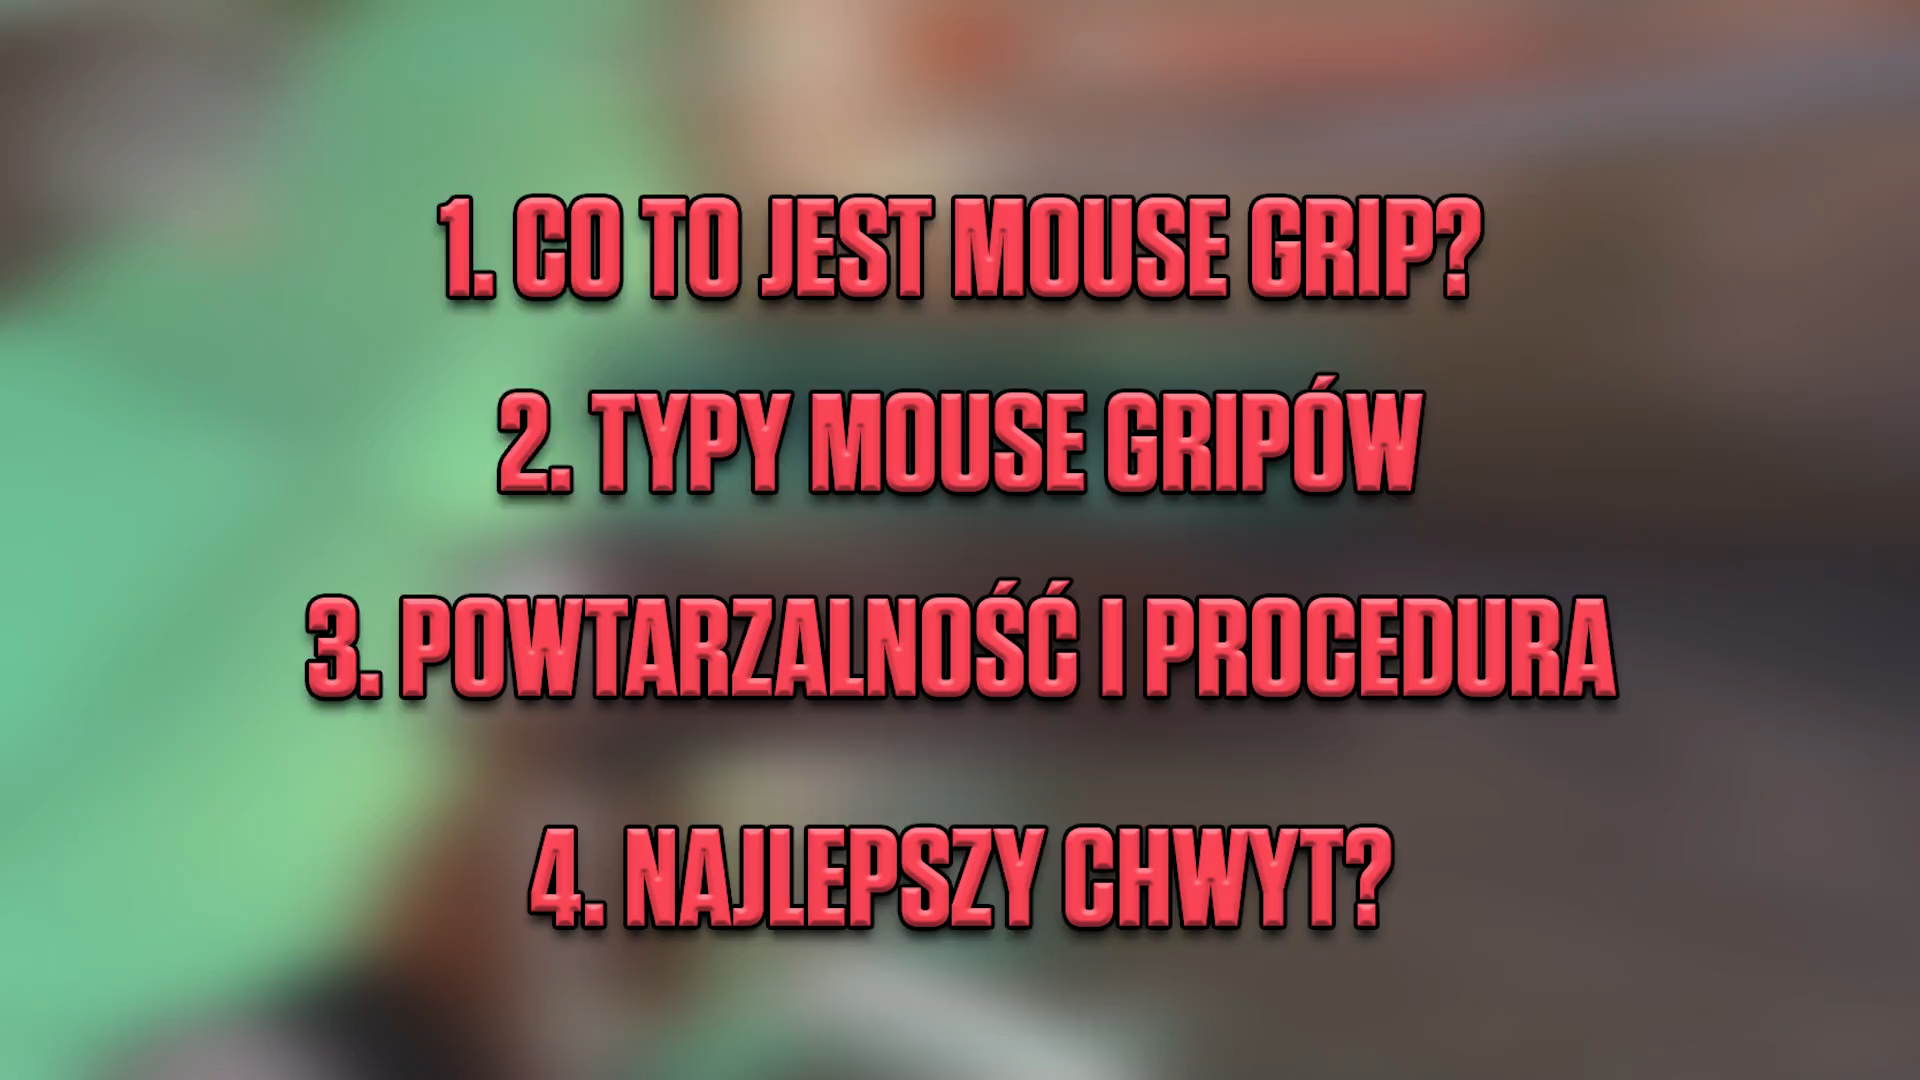 1. CO TO JEST MOUSE GRIP?
2. TYPY MOUSE GRIPÓW
3. POWTARZALNOŚĆ I PROCEDURA
4. NAJLEPSZY CHWYT?